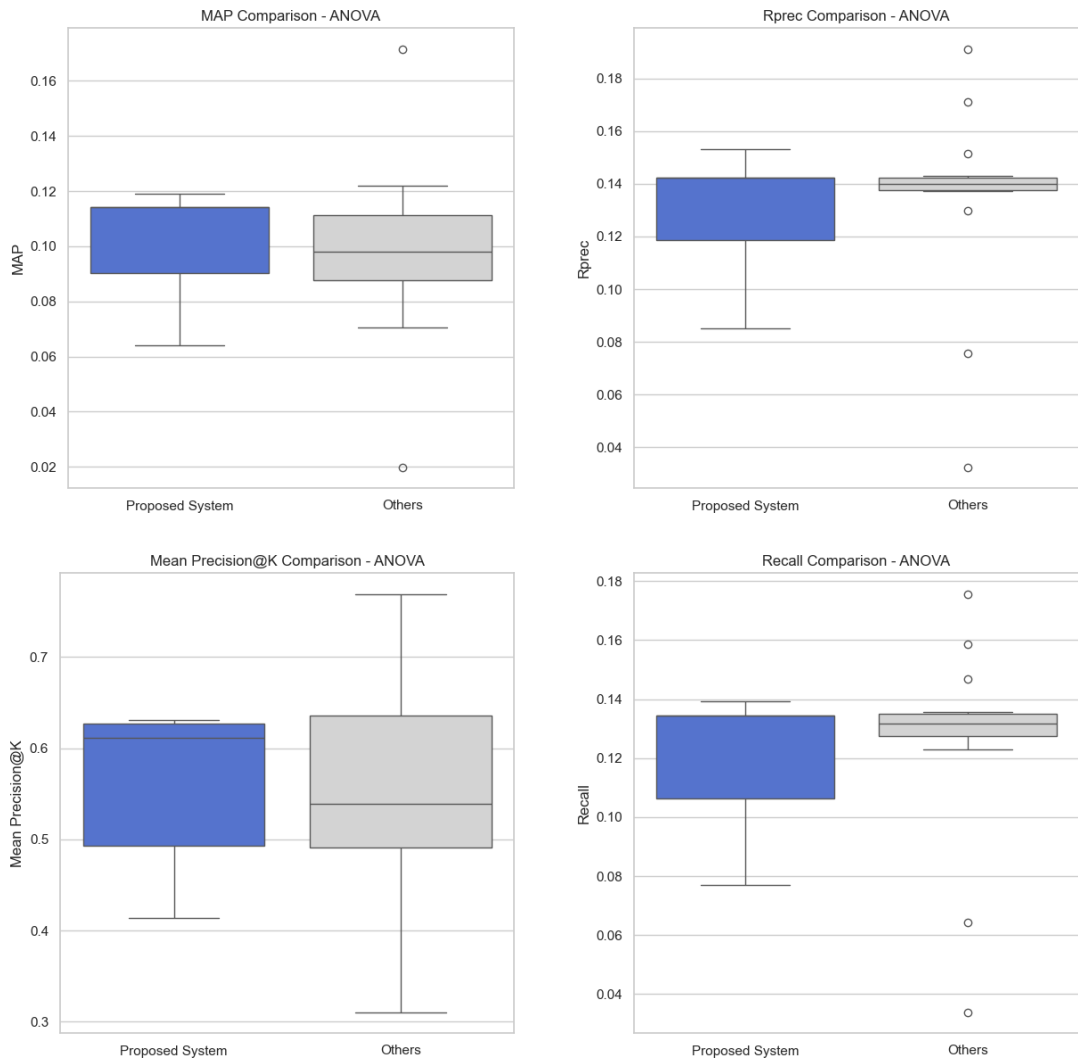 MAP Comparison - ANOVA
MAP
0.16
0.14
0.12
0.10
0.08
0.06
0.04
0.02
Proposed System
Others
Rprec Comparison - ANOVA
Rprec
0.18
0.16
0.14
0.12
0.10
0.08
0.06
0.04
Proposed System
Others
Mean Precision@K Comparison - ANOVA
Mean Precision@K
0.7
0.6
0.5
0.4
0.3
Proposed System
Others
Recall Comparison - ANOVA
Recall
0.18
0.16
0.14
0.12
0.10
0.08
0.06
0.04
Proposed System
Others